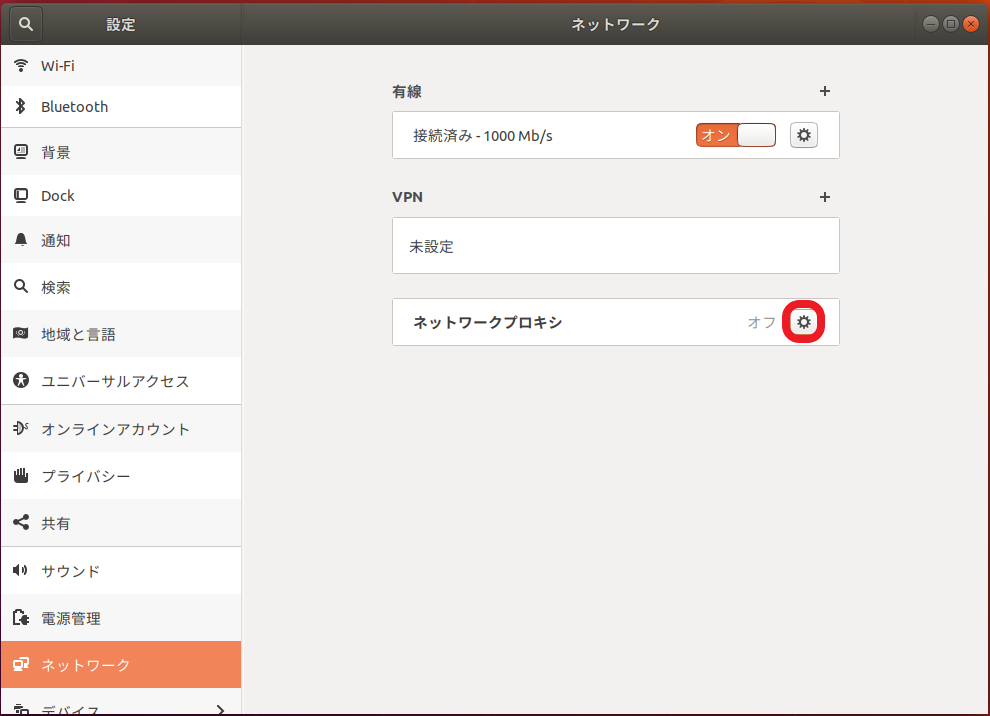 設定
ネットワーク
Wi-Fi
Bluetooth
背景
Dock
通知
検索
地域と言語
ユニバーサルアクセス
オンラインアカウント
プライバシー
共有
サウンド
電源管理
ネットワーク
デバイス
有線
接続済み - 1000 Mb/s
オン
VPN
未設定
ネットワークプロキシ
オフ